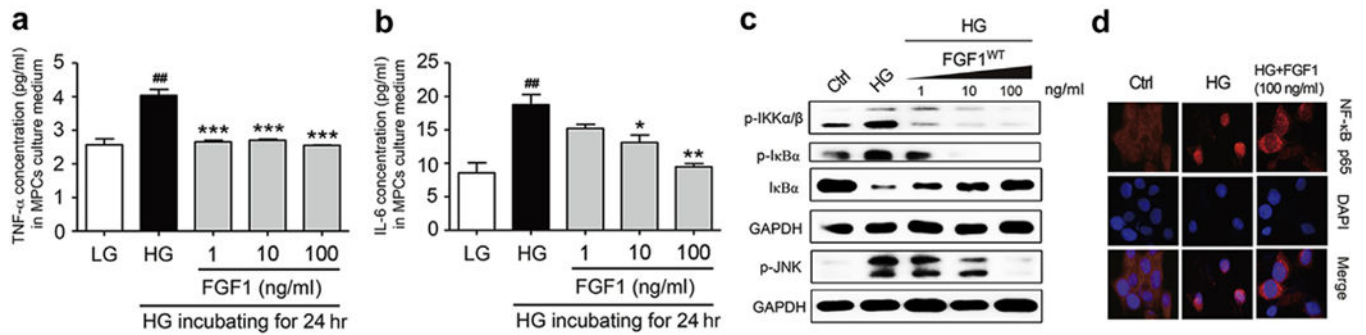 a
TNF-α concentration (pg/ml)
in MPCs culture medium
5
4
3
2
1
0
##
***
***
***
LG
HG
1
10
100
FGF1 (ng/ml)
HG incubating for 24 hr
b
IL-6 concentration (pg/ml)
in MPCs culture medium
25
20
15
10
5
0
##
*
**
LG
HG
1
10
100
FGF1 (ng/ml)
HG incubating for 24 hr
c
HG
FGF1WT
Ctrl
HG
1
10
100
ng/ml
p-IKKα/β
p-IκBα
IκBα
GAPDH
p-JNK
GAPDH
d
Ctrl
HG
HG+FGF1
(100 ng/ml)
NF-κB
p65
DAPI
Merge